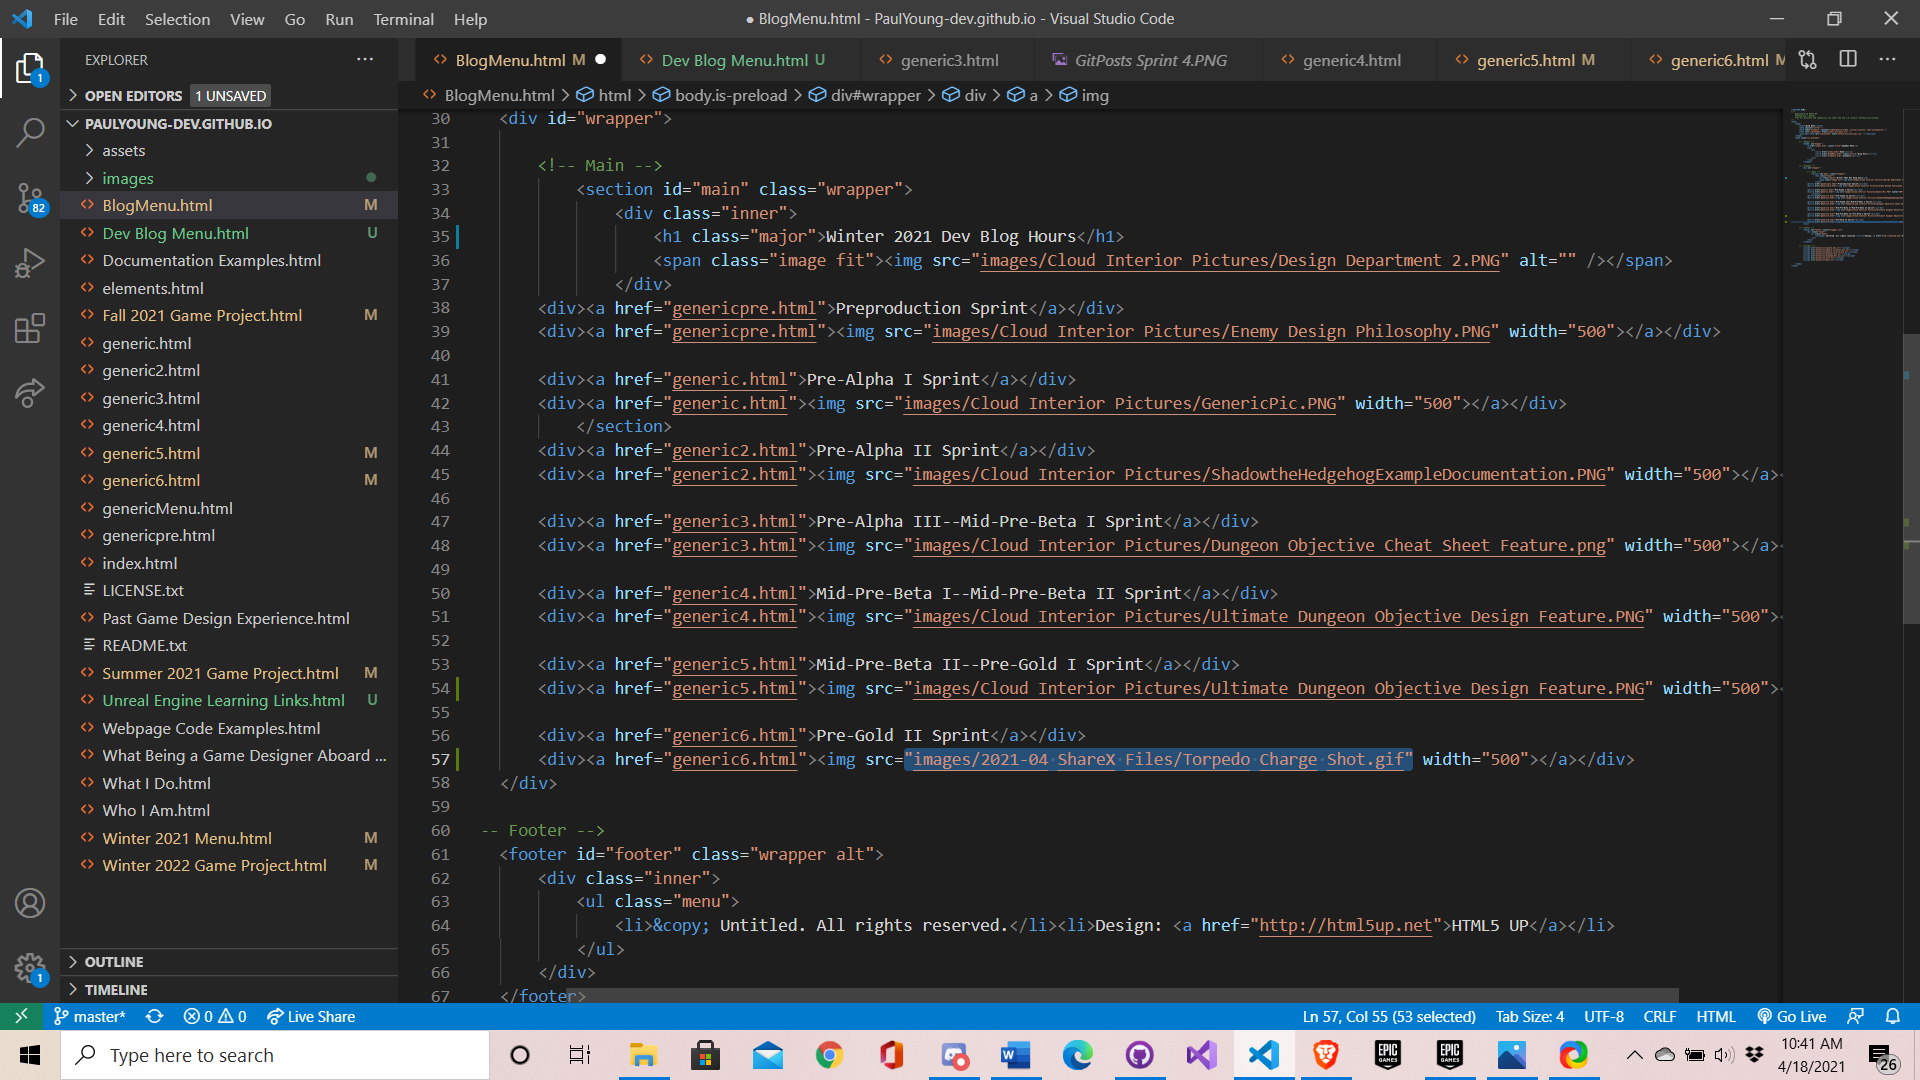 File Edit Selection View Go Run Terminal Help
● BlogMenu.html - PaulYoung-dev.github.io - Visual Studio Code
EXPLORER
OPEN EDITORS 1 UNSAVED
PAULYOUNG-DEV.GITHUB.IO
assets
images
BlogMenu.html M
Dev Blog Menu.html U
Documentation Examples.html
elements.html
Fall 2021 Game Project.html M
generic.html
generic2.html
generic3.html
generic4.html
generic5.html M
generic6.html M
genericMenu.html
genericpre.html
index.html
LICENSE.txt
Past Game Design Experience.html
README.txt
Summer 2021 Game Project.html M
Unreal Engine Learning Links.html U
Webpage Code Examples.html
What Being a Game Designer Aboard ...
What I Do.html
Who I Am.html
Winter 2021 Menu.html M
Winter 2022 Game Project.html M
OUTLINE
TIMELINE
1
82
1
BlogMenu.html M Dev Blog Menu.html U generic3.html GitPosts Sprint 4.PNG generic4.html generic5.html M generic6.html M
BlogMenu.html > html > body.is-preload > div#wrapper > div > a > img
30 <div id="wrapper">
31
32 <!-- Main -->
33 <section id="main" class="wrapper">
34 <div class="inner">
35 <h1 class="major">Winter 2021 Dev Blog Hours</h1>
36 <span class="image fit"><img src="images/Cloud Interior Pictures/Design Department 2.PNG" alt="" /></span>
37 </div>
38 <div><a href="genericpre.html">Preproduction Sprint</a></div>
39 <div><a href="genericpre.html"><img src="images/Cloud Interior Pictures/Enemy Design Philosophy.PNG" width="500"></a></div>
40
41 <div><a href="generic.html">Pre-Alpha I Sprint</a></div>
42 <div><a href="generic.html"><img src="images/Cloud Interior Pictures/GenericPic.PNG" width="500"></a></div>
43 </section>
44 <div><a href="generic2.html">Pre-Alpha II Sprint</a></div>
45 <div><a href="generic2.html"><img src="images/Cloud Interior Pictures/ShadowtheHedgehogExampleDocumentation.PNG" width="500"></a><
46
47 <div><a href="generic3.html">Pre-Alpha III--Mid-Pre-Beta I Sprint</a></div>
48 <div><a href="generic3.html"><img src="images/Cloud Interior Pictures/Dungeon Objective Cheat Sheet Feature.png" width="500"></a><
49
50 <div><a href="generic4.html">Mid-Pre-Beta I--Mid-Pre-Beta II Sprint</a></div>
51 <div><a href="generic4.html"><img src="images/Cloud Interior Pictures/Ultimate Dungeon Objective Design Feature.PNG" width="500"><
52
53 <div><a href="generic5.html">Mid-Pre-Beta II--Pre-Gold I Sprint</a></div>
54 <div><a href="generic5.html"><img src="images/Cloud Interior Pictures/Ultimate Dungeon Objective Design Feature.PNG" width="500"><
55
56 <div><a href="generic6.html">Pre-Gold II Sprint</a></div>
57 <div><a href="generic6.html"><img src="images/2021-04 ShareX Files/Torpedo Charge Shot.gif" width="500"></a></div>
58 </div>
59
60 -- Footer -->
61 <footer id="footer" class="wrapper alt">
62 <div class="inner">
63 <ul class="menu">
64 <li>&copy; Untitled. All rights reserved.</li><li>Design: <a href="http://html5up.net">HTML5 UP</a></li>
65 </ul>
66 </div>
67 </footer>
master* 0 0 Live Share Ln 57, Col 55 (53 selected) Tab Size: 4 UTF-8 CRLF HTML Go Live
Type here to search
EPIC GAMES
EPIC GAMES
10:41 AM
4/18/2021
26